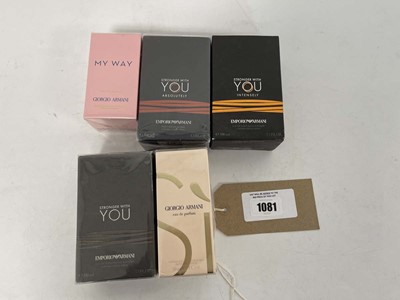 MY WAY
GIORGIO ARMANI
STRONGER WITH
YOU
ABSOLUTELY
EMPORIO ARMANI
STRONGER WITH
YOU
INTENSELY
EMPORIO ARMANI
STRONGER WITH
YOU
EMPORIO ARMANI
GIORGIO ARMANI
eau de parfum
1081